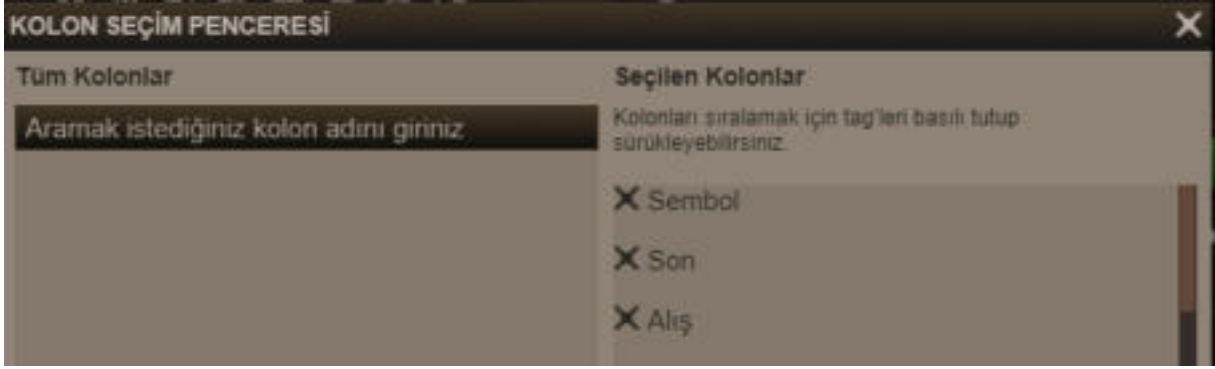 KOLON SEÇİM PENCERESİ
Tüm Kolonlar
Aramak istediğiniz kolon adını giriniz
Seçilen Kolonlar
Kolonları sıralamak için tag'leri basılı tutup
sürükleyebilirsiniz.
Sembol
Son
Alış